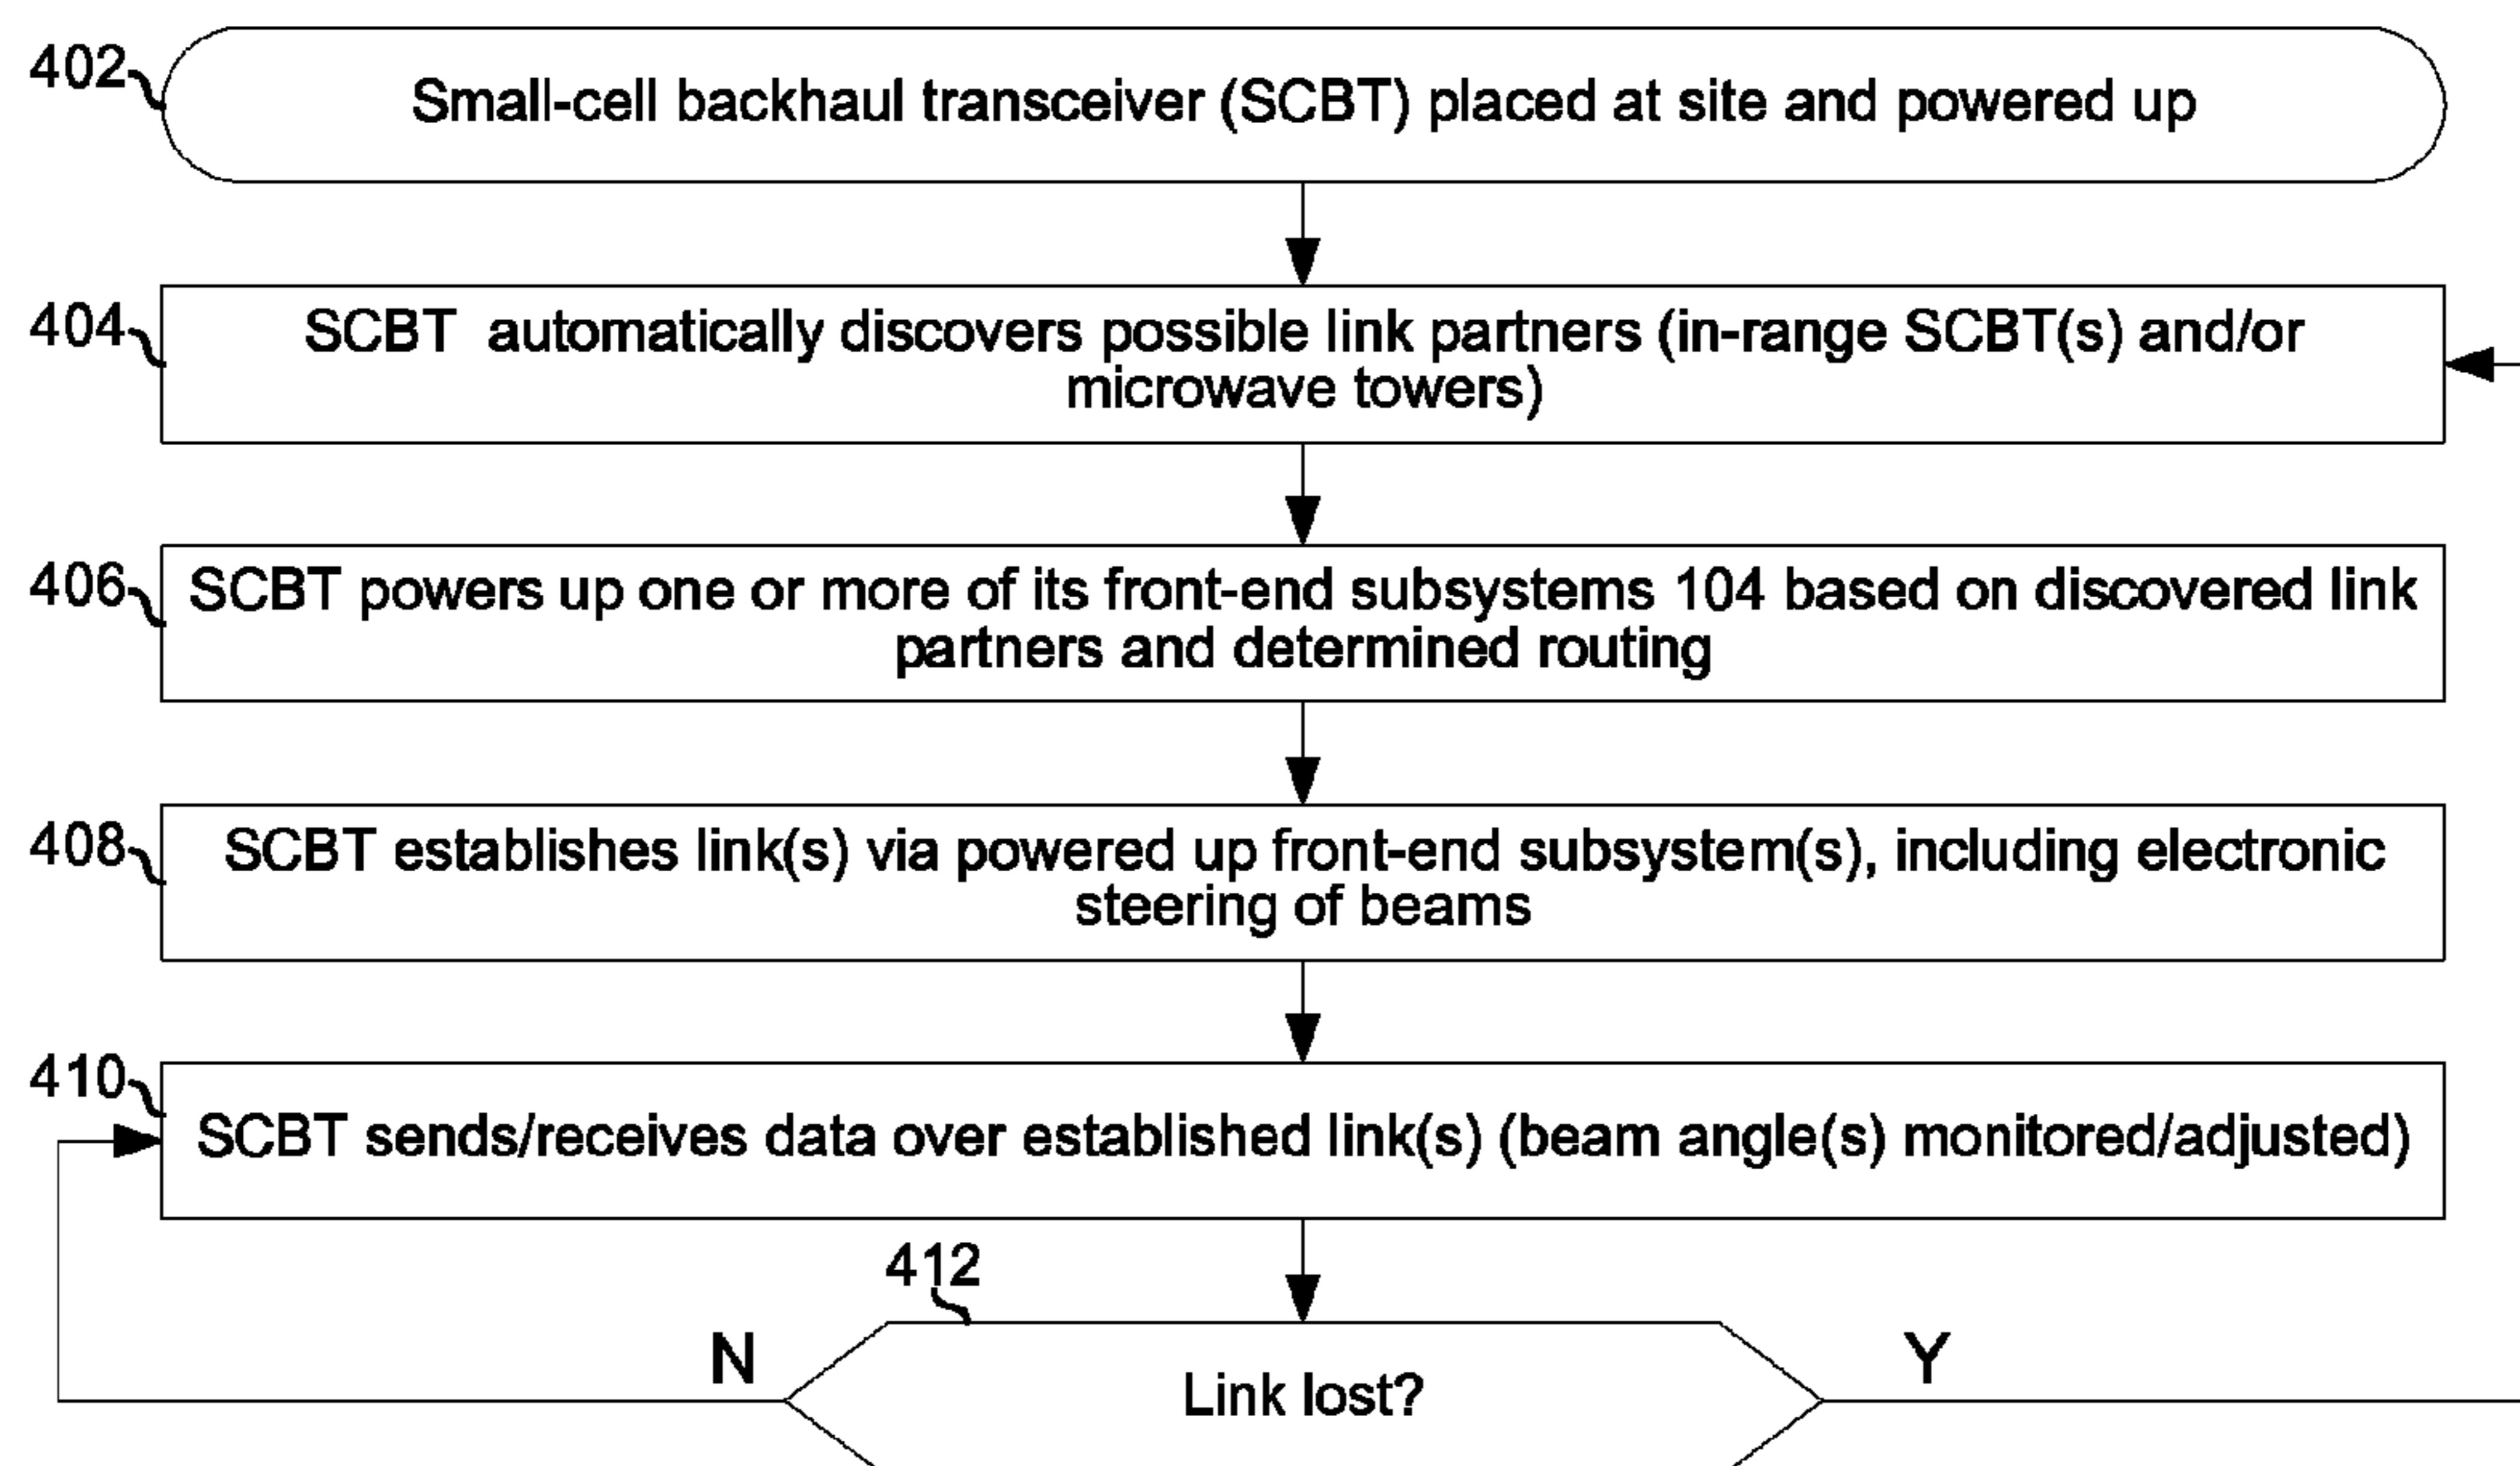 402
Small-cell backhaul transceiver (SCBT) placed at site and powered up
404
SCBT automatically discovers possible link partners (in-range SCBT(s) and/or
microwave towers)
406
SCBT powers up one or more of its front-end subsystems 104 based on discovered link
partners and determined routing
408
SCBT establishes link(s) via powered up front-end subsystem(s), including electronic
steering of beams
410
SCBT sends/receives data over established link(s) (beam angle(s) monitored/adjusted)
412
N
Link lost?
Y